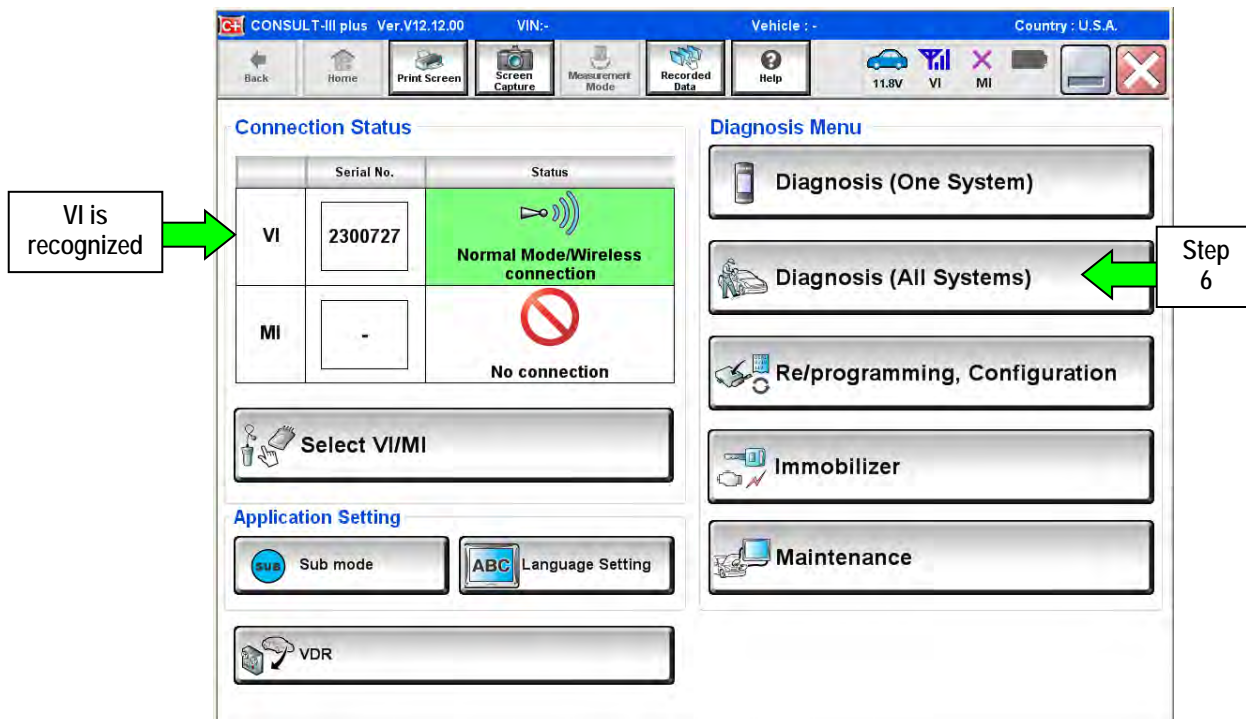 C+ CONSULT-III plus Ver.V12.12.00 VIN:- Vehicle : - Country : U.S.A.
Back
Home
Print Screen
Screen
Capture
Measurement
Mode
Recorded
Data
Help
11.8V
VI
MI
Connection Status
Serial No.
Status
VI
2300727
Normal Mode/Wireless
connection
MI
-
No connection
VI is
recognized
Select VI/MI
Application Setting
SUB
Sub mode
ABC
Language Setting
VDR
Diagnosis Menu
Diagnosis (One System)
Diagnosis (All Systems)
Step
6
Re/programming, Configuration
Immobilizer
Maintenance